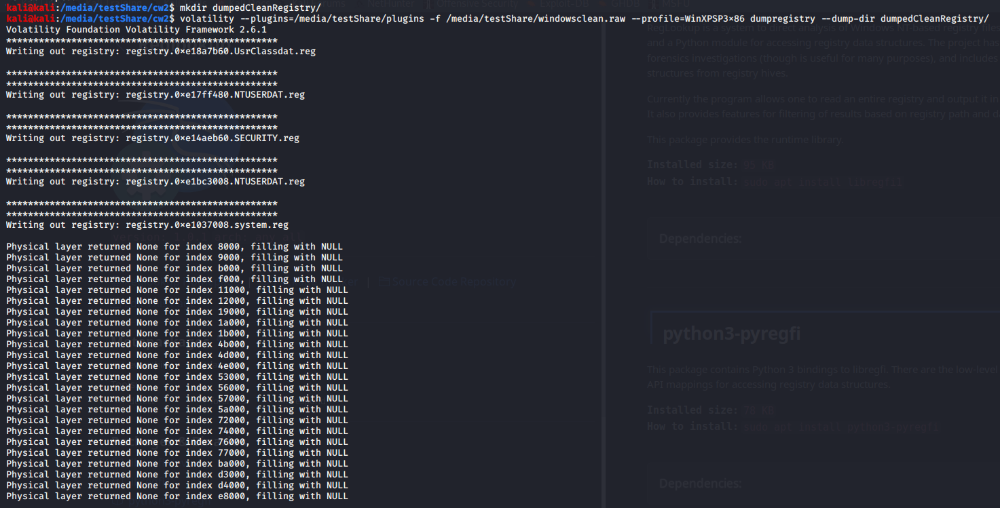 Offensive Security Exploit-DB GHDB MSFU
NetHunter
kali@kali:/media/testShare/cw2$ mkdir dumpedCleanRegistry/
kali@kali:/media/testShare/cw2$ volatility --plugins=/media/testShare/plugins -f /media/testShare/windowsclean.raw --profile=WinXPSP3×86 dumpregistry --dump-dir dumpedCleanRegistry/
Volatility Foundation Volatility Framework 2.6.1
**************************************************
Writing out registry: registry.0×e18a7b60.UsrClassdat.reg
**************************************************
**************************************************
Writing out registry: registry.0×e17ff480.NTUSERDAT.reg
**************************************************
**************************************************
Writing out registry: registry.0×e14aeb60.SECURITY.reg
**************************************************
**************************************************
Writing out registry: registry.0×e1bc3008.NTUSERDAT.reg
**************************************************
**************************************************
Writing out registry: registry.0×e1037008.system.reg
Physical layer returned None for index 8000, filling with NULL
Physical layer returned None for index 9000, filling with NULL
Physical layer returned None for index b000, filling with NULL
Physical layer returned None for index f000, filling with NULL
Physical layer returned None for index 11000, filling with NULL
Physical layer returned None for index 12000, filling with NULL
Physical layer returned None for index 19000, filling with NULL
Physical layer returned None for index 1a000, filling with NULL
Physical layer returned None for index 1b000, filling with NULL
Physical layer returned None for index 4b000, filling with NULL
Physical layer returned None for index 4d000, filling with NULL
Physical layer returned None for index 4e000, filling with NULL
Physical layer returned None for index 53000, filling with NULL
Physical layer returned None for index 56000, filling with NULL
Physical layer returned None for index 57000, filling with NULL
Physical layer returned None for index 5a000, filling with NULL
Physical layer returned None for index 72000, filling with NULL
Physical layer returned None for index 74000, filling with NULL
Physical layer returned None for index 76000, filling with NULL
Physical layer returned None for index 77000, filling with NULL
Physical layer returned None for index ba000, filling with NULL
Physical layer returned None for index d3000, filling with NULL
Physical layer returned None for index d4000, filling with NULL
Physical layer returned None for index e8000, filling with NULL
Source Code Repository
RegLookup is a system to direct analysis of Windows NT-based registry files
and a Python module for accessing registry data structures. The project has
forensics investigations (though is useful for many purposes), and includes
structures from registry hives.
Currently the program allows one to read an entire registry and output it in
It also provides features for filtering of results based on registry path and d
This package provides the runtime library.
Installed size: 95 KB
How to install: sudo apt install libregfi1
Dependencies:
python3-pyregfi
This package contains Python 3 bindings to libregfi. There are the low-level
API mappings for accessing registry data structures.
Installed size: 78 KB
How to install: sudo apt install python3-pyregfi
Dependencies: